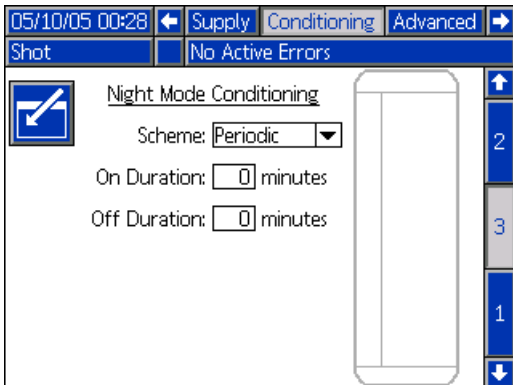 05/10/05 00:28 Supply Conditioning Advanced
Shot No Active Errors
Night Mode Conditioning
Scheme: Periodic
2
On Duration: 0 minutes
Off Duration: 0 minutes
3
1